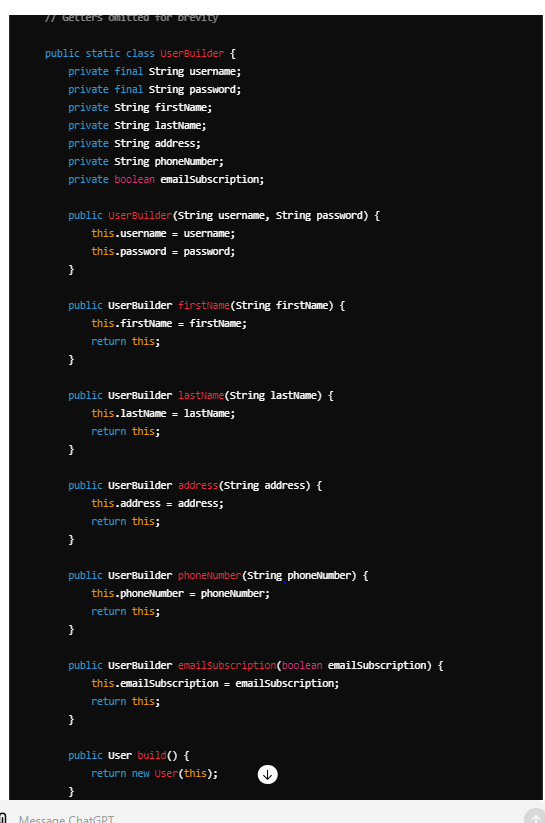 // Getters omitted for brevity
public static class UserBuilder {
private final String username;
private final String password;
private String firstName;
private String lastName;
private String address;
private String phoneNumber;
private boolean emailSubscription;
public UserBuilder(String username, String password) {
this.username = username;
this.password = password;
}
public UserBuilder firstName(String firstName) {
this.firstName = firstName;
return this;
}
public UserBuilder lastName(String lastName) {
this.lastName = lastName;
return this;
}
public UserBuilder address(String address) {
this.address = address;
return this;
}
public UserBuilder phoneNumber(String phoneNumber) {
this.phoneNumber = phoneNumber;
return this;
}
public UserBuilder emailSubscription(boolean emailSubscription) {
this.emailSubscription = emailSubscription;
return this;
}
public User build() {
return new User(this);
}
Message ChatGPT